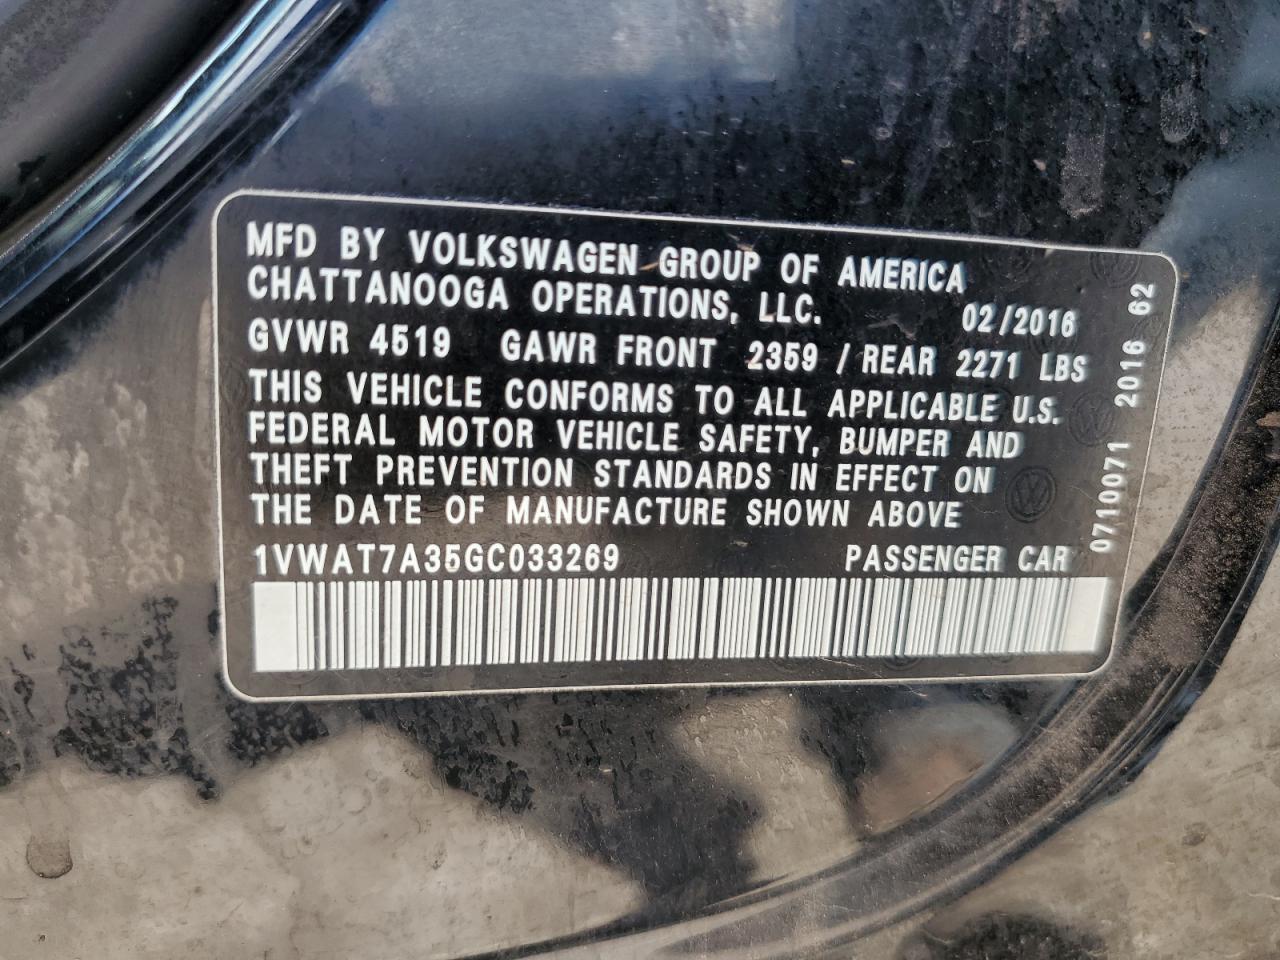 MFD BY VOLKSWAGEN GROUP OF AMERICA
CHATTANOOGA OPERATIONS, LLC. 02/2016
GVWR 4519 GAWR FRONT 2359 / REAR 2271 LBS
THIS VEHICLE CONFORMS TO ALL APPLICABLE U.S.
FEDERAL MOTOR VEHICLE SAFETY, BUMPER AND
THEFT PREVENTION STANDARDS IN EFFECT ON
THE DATE OF MANUFACTURE SHOWN ABOVE
1VWAT7A35GC033269 PASSENGER CAR
0710071 2016 62